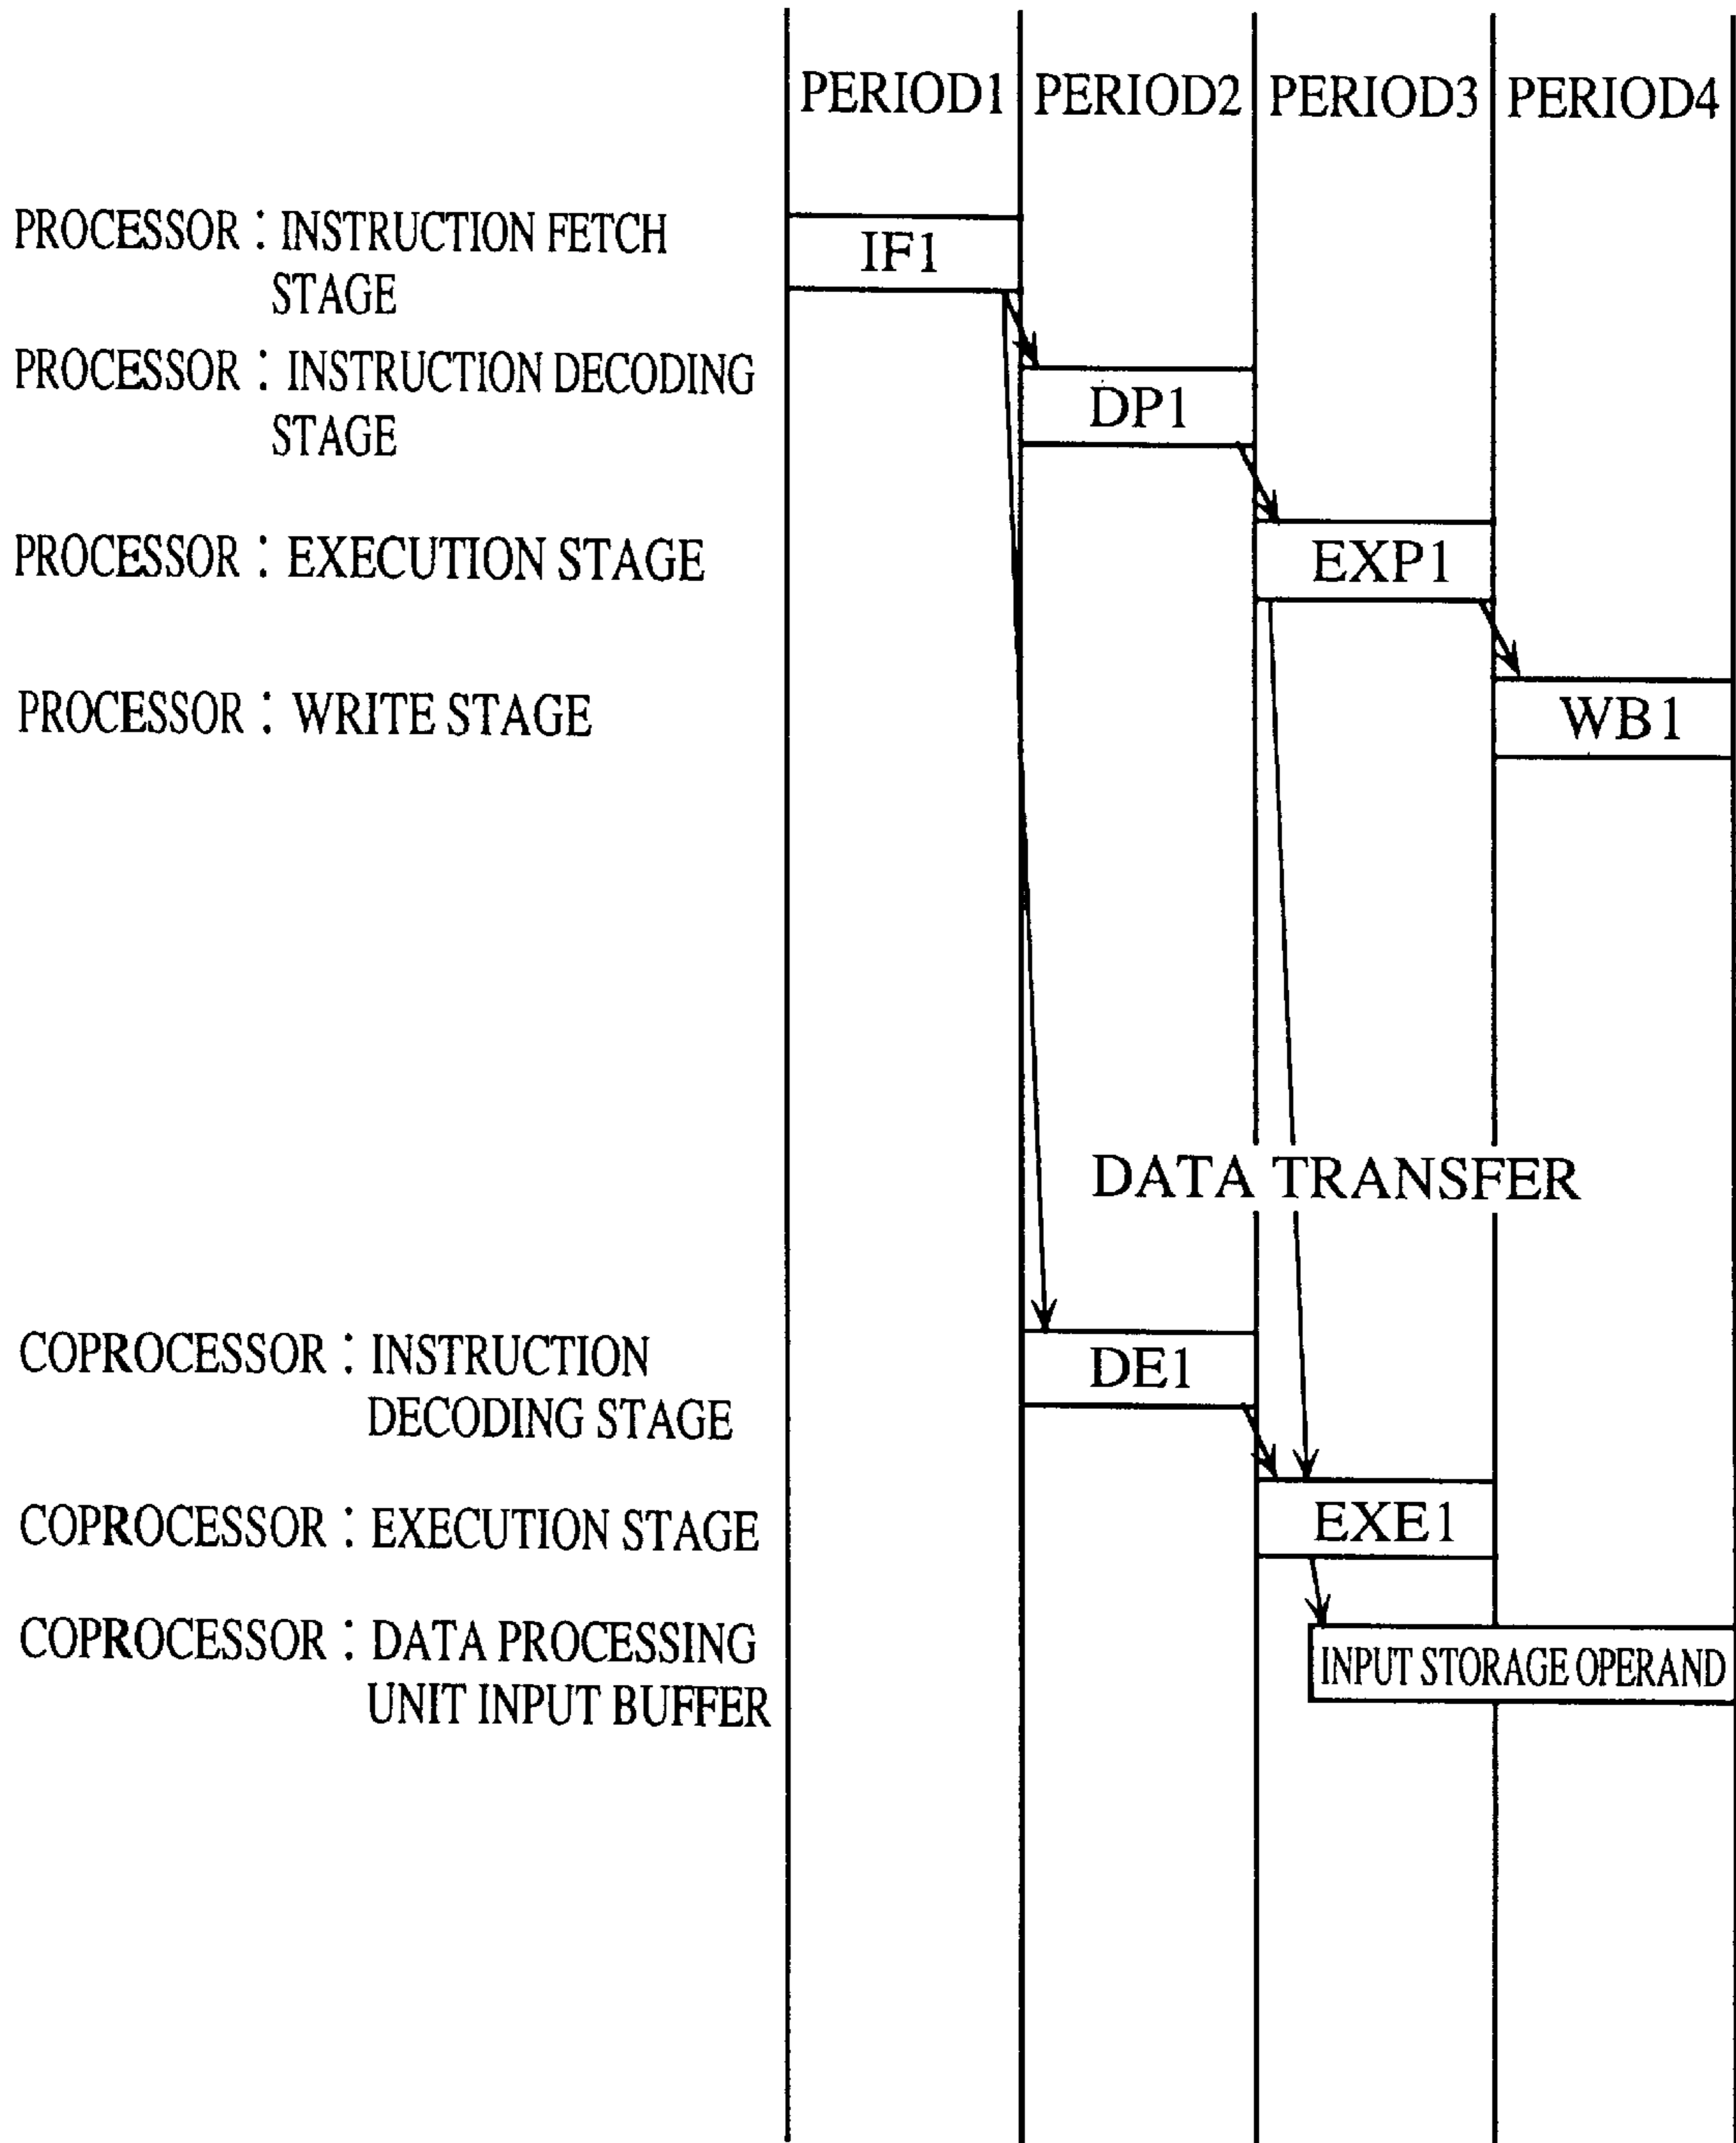 PERIOD1 PERIOD2 PERIOD3 PERIOD4
PROCESSOR : INSTRUCTION FETCH
STAGE
IF1
PROCESSOR : INSTRUCTION DECODING
STAGE
DP1
PROCESSOR : EXECUTION STAGE
EXP1
PROCESSOR : WRITE STAGE
WB1
DATA TRANSFER
COPROCESSOR : INSTRUCTION
DECODING STAGE
DE1
COPROCESSOR : EXECUTION STAGE
EXE1
COPROCESSOR : DATA PROCESSING
UNIT INPUT BUFFER
INPUT STORAGE OPERAND